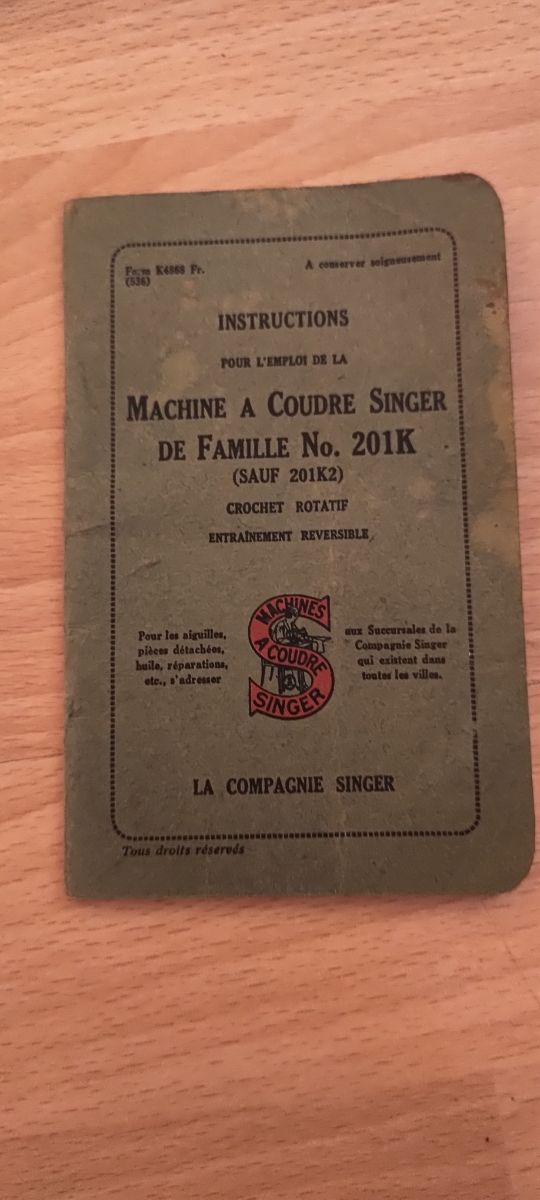 Form K4868 Fr.
(536)
A conserver soigneusement
INSTRUCTIONS
POUR L'EMPLOI DE LA
MACHINE A COUDRE SINGER
DE FAMILLE No. 201K
(SAUF 201K2)
CROCHET ROTATIF
ENTRAÎNEMENT REVERSIBLE
Pour les aiguilles,
pièces détachées,
huile, réparations,
etc., s'adresser
MACHINES
A COUDRE
SINGER
aux Succursales de la
Compagnie Singer
qui existent dans
toutes les villes.
LA COMPAGNIE SINGER
Tous droits réservés